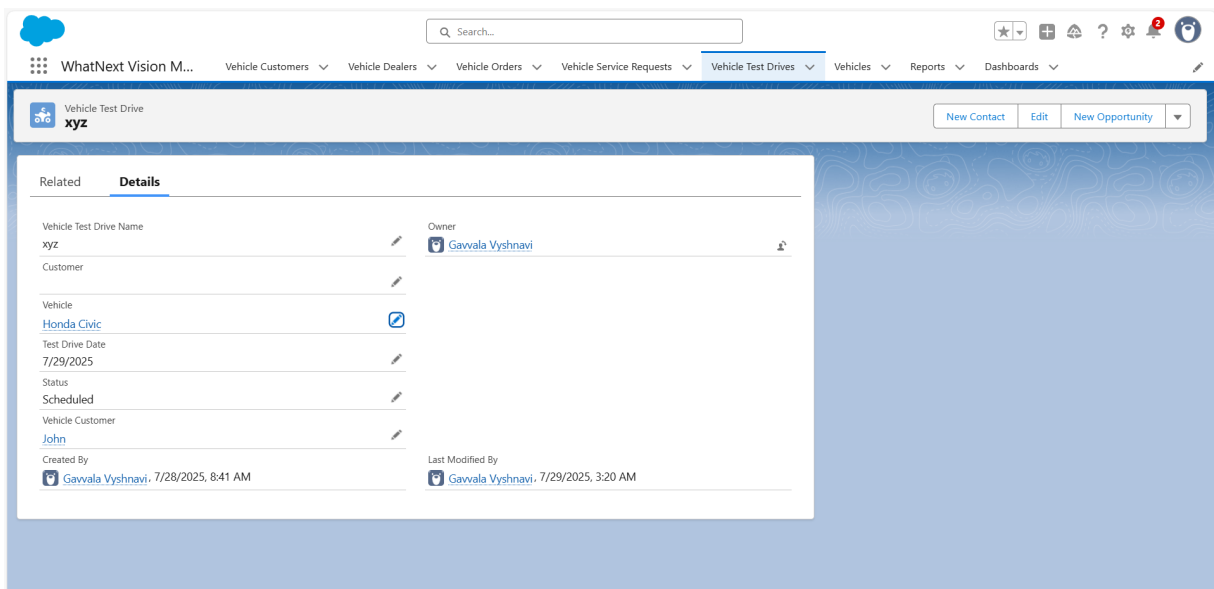 Search...
2
WhatNext Vision M...
Vehicle Customers
Vehicle Dealers
Vehicle Orders
Vehicle Service Requests
Vehicle Test Drives
Vehicles
Reports
Dashboards
Vehicle Test Drive
xyz
New Contact
Edit
New Opportunity
Related
Details
Vehicle Test Drive Name
xyz
Owner
Gavvala Vyshnavi
Customer
Vehicle
Honda Civic
Test Drive Date
7/29/2025
Status
Scheduled
Vehicle Customer
John
Created By
Gavvala Vyshnavi, 7/28/2025, 8:41 AM
Last Modified By
Gavvala Vyshnavi, 7/29/2025, 3:20 AM